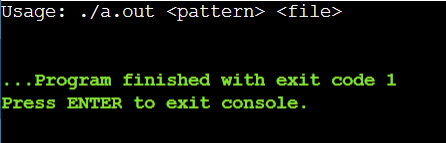 Usage: ./a.out <pattern> <file>
...Program finished with exit code 1
Press ENTER to exit console.